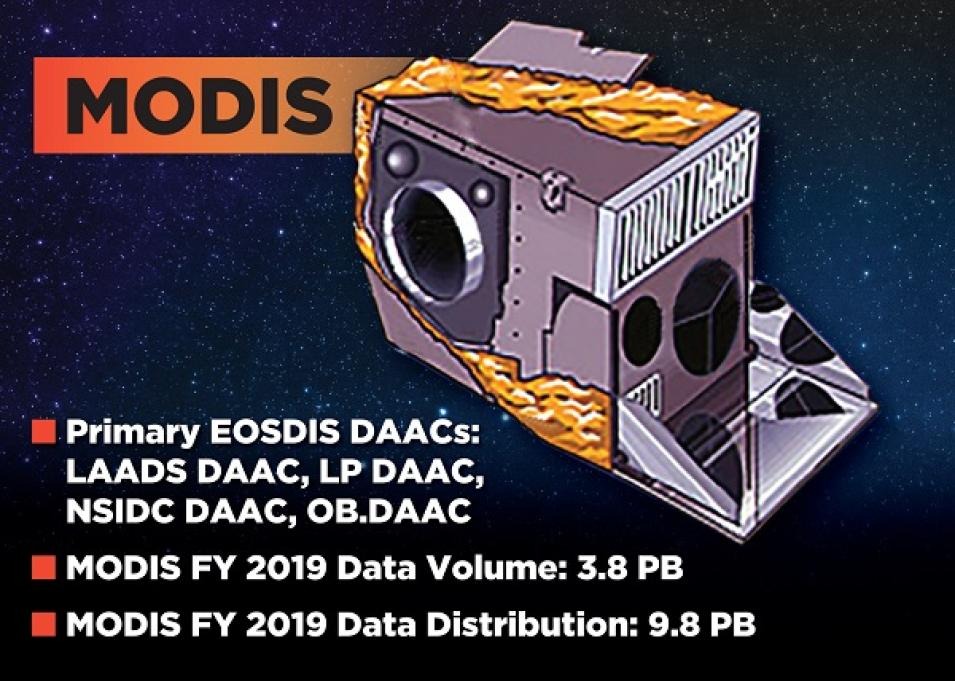 MODIS
Primary EOSDIS DAACs:
LAADS DAAC, LP DAAC,
NSIDC DAAC, OB.DAAC
MODIS FY 2019 Data Volume: 3.8 PB
MODIS FY 2019 Data Distribution: 9.8 PB